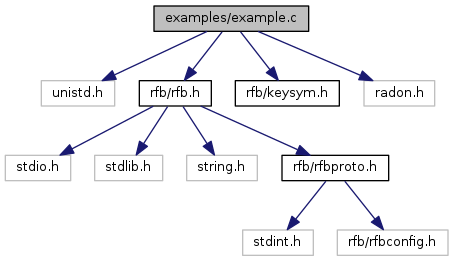 examples/example.c
unistd.h
rfb/rfb.h
rfb/keysym.h
radon.h
stdio.h
stdlib.h
string.h
rfb/rfbproto.h
stdint.h
rfb/rfbconfig.h